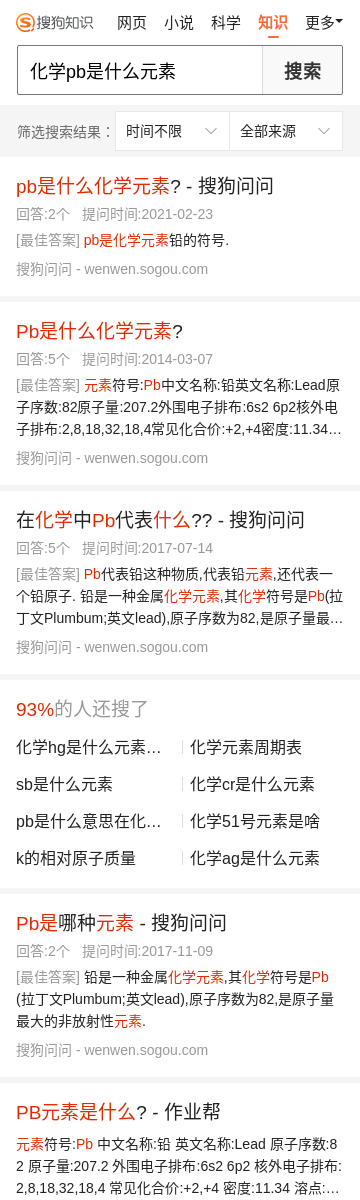 搜狗知识 网页 小说 科学 知识 更多
化学pb是什么元素 搜索
筛选搜索结果： 时间不限 全部来源
pb是什么化学元素? - 搜狗问问
回答:2个 提问时间:2021-02-23
[最佳答案] pb是化学元素铅的符号.
搜狗问问 - wenwen.sogou.com
Pb是什么化学元素?
回答:5个 提问时间:2014-03-07
[最佳答案] 元素符号:Pb中文名称:铅英文名称:Lead原
子序数:82原子量:207.2外围电子排布:6s2 6p2核外电
子排布:2,8,18,32,18,4常见化合价:+2,+4密度:11.34...
搜狗问问 - wenwen.sogou.com
在化学中Pb代表什么?? - 搜狗问问
回答:5个 提问时间:2017-07-14
[最佳答案] Pb代表铅这种物质,代表铅元素,还代表一
个铅原子. 铅是一种金属化学元素,其化学符号是Pb(拉
丁文Plumbum;英文lead),原子序数为82,是原子量最...
搜狗问问 - wenwen.sogou.com
93%的人还搜了
化学hg是什么元素... 化学元素周期表
sb是什么元素 化学cr是什么元素
pb是什么意思在化... 化学51号元素是啥
k的相对原子质量 化学ag是什么元素
Pb是哪种元素 - 搜狗问问
回答:2个 提问时间:2017-11-09
[最佳答案] 铅是一种金属化学元素,其化学符号是Pb
(拉丁文Plumbum;英文lead),原子序数为82,是原子量
最大的非放射性元素.
搜狗问问 - wenwen.sogou.com
PB元素是什么? - 作业帮
元素符号:Pb 中文名称:铅 英文名称:Lead 原子序数:8
2 原子量:207.2 外围电子排布:6s2 6p2 核外电子排布:
2,8,18,32,18,4 常见化合价:+2,+4 密度:11.34 溶点:...